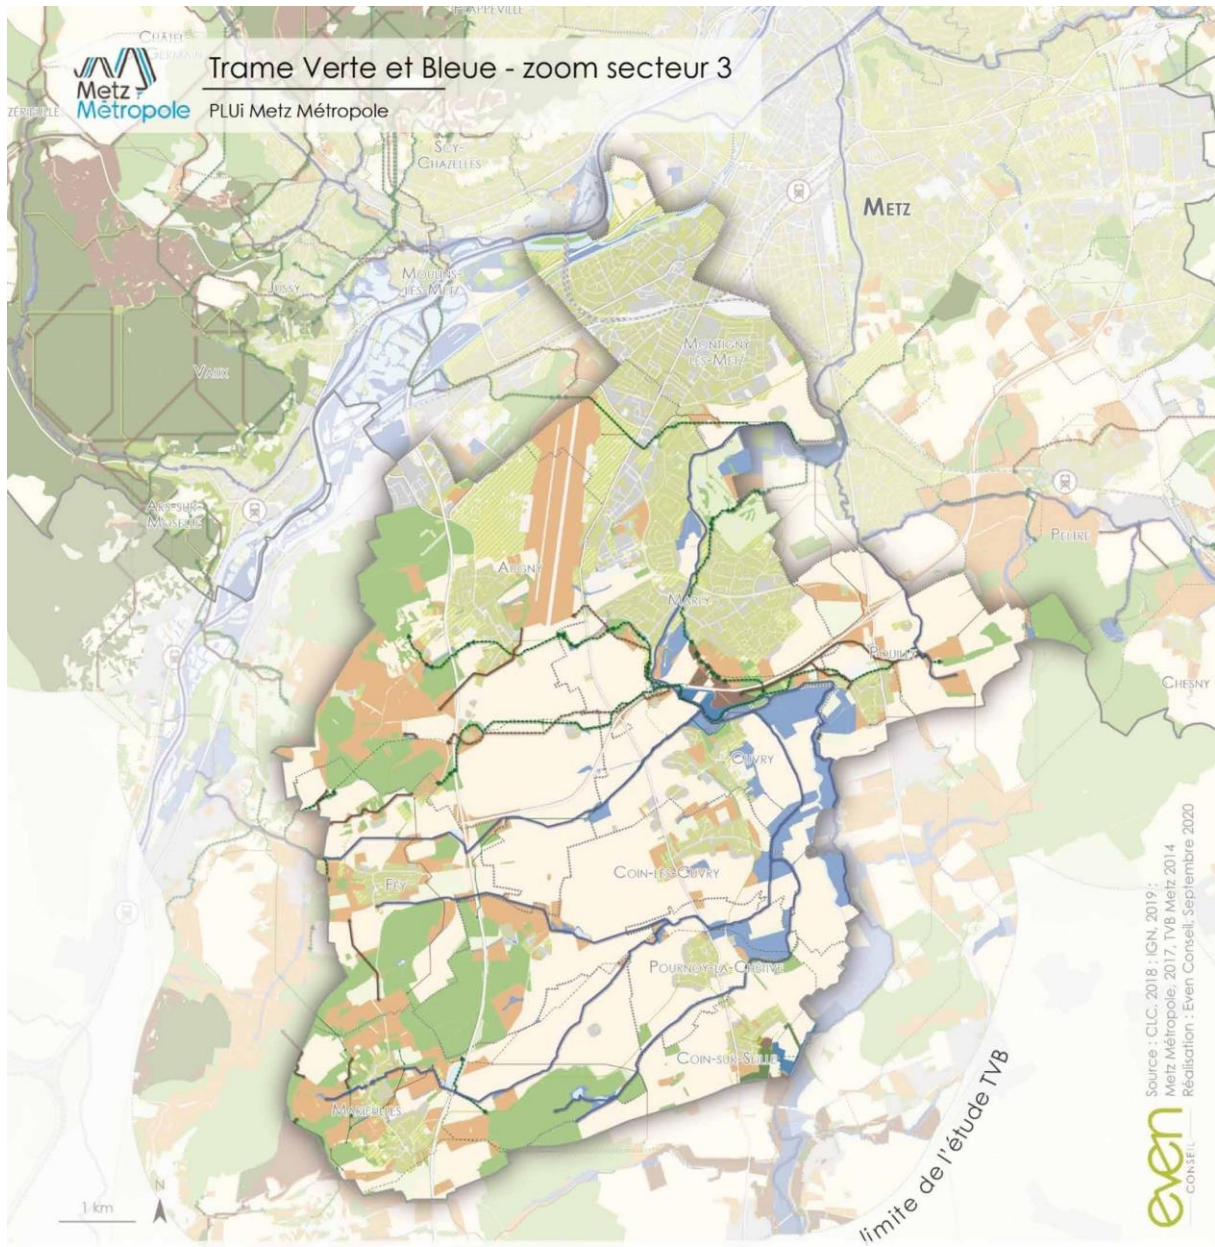 Metz
Métropole
Trame Verte et Bleue - zoom secteur 3
PLUi Metz Métropole
CHÂTEL
GERMAIN
SCY-
CHAZELLES
METZ
MOULINS-
LÈS-METZ
JUSSY
VAUX
MONTIGNY
LÈS-METZ
ARS-SUR-
MOSELLE
PELTRE
AUGNY
MARLY
POUILLY
CHESNY
CUVRY
COIN-LÈS-CUVRY
FEY
POURNOY-LA-CHÉTIVE
COIN-SUR-SEILLE
MARIEULLES
limite de l'étude TVB
N
1 km
Source : CLC, 2018 ; IGN, 2019 ;
Metz Métropole, 2017, TVB Metz 2014
Réalisation : Even Conseil, Septembre 2020
even
CONSEIL